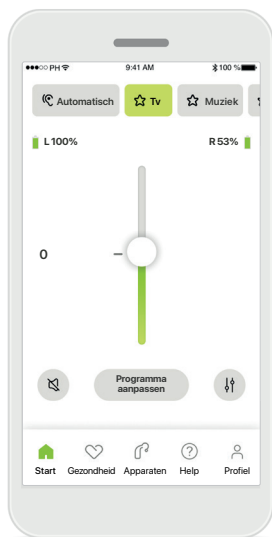 ●●●○○ PH 9:41 AM 100 %
Automatisch Tv Muziek
L 100% R 53%
0
Programma
aanpassen
Start Gezondheid Apparaten Help Profiel